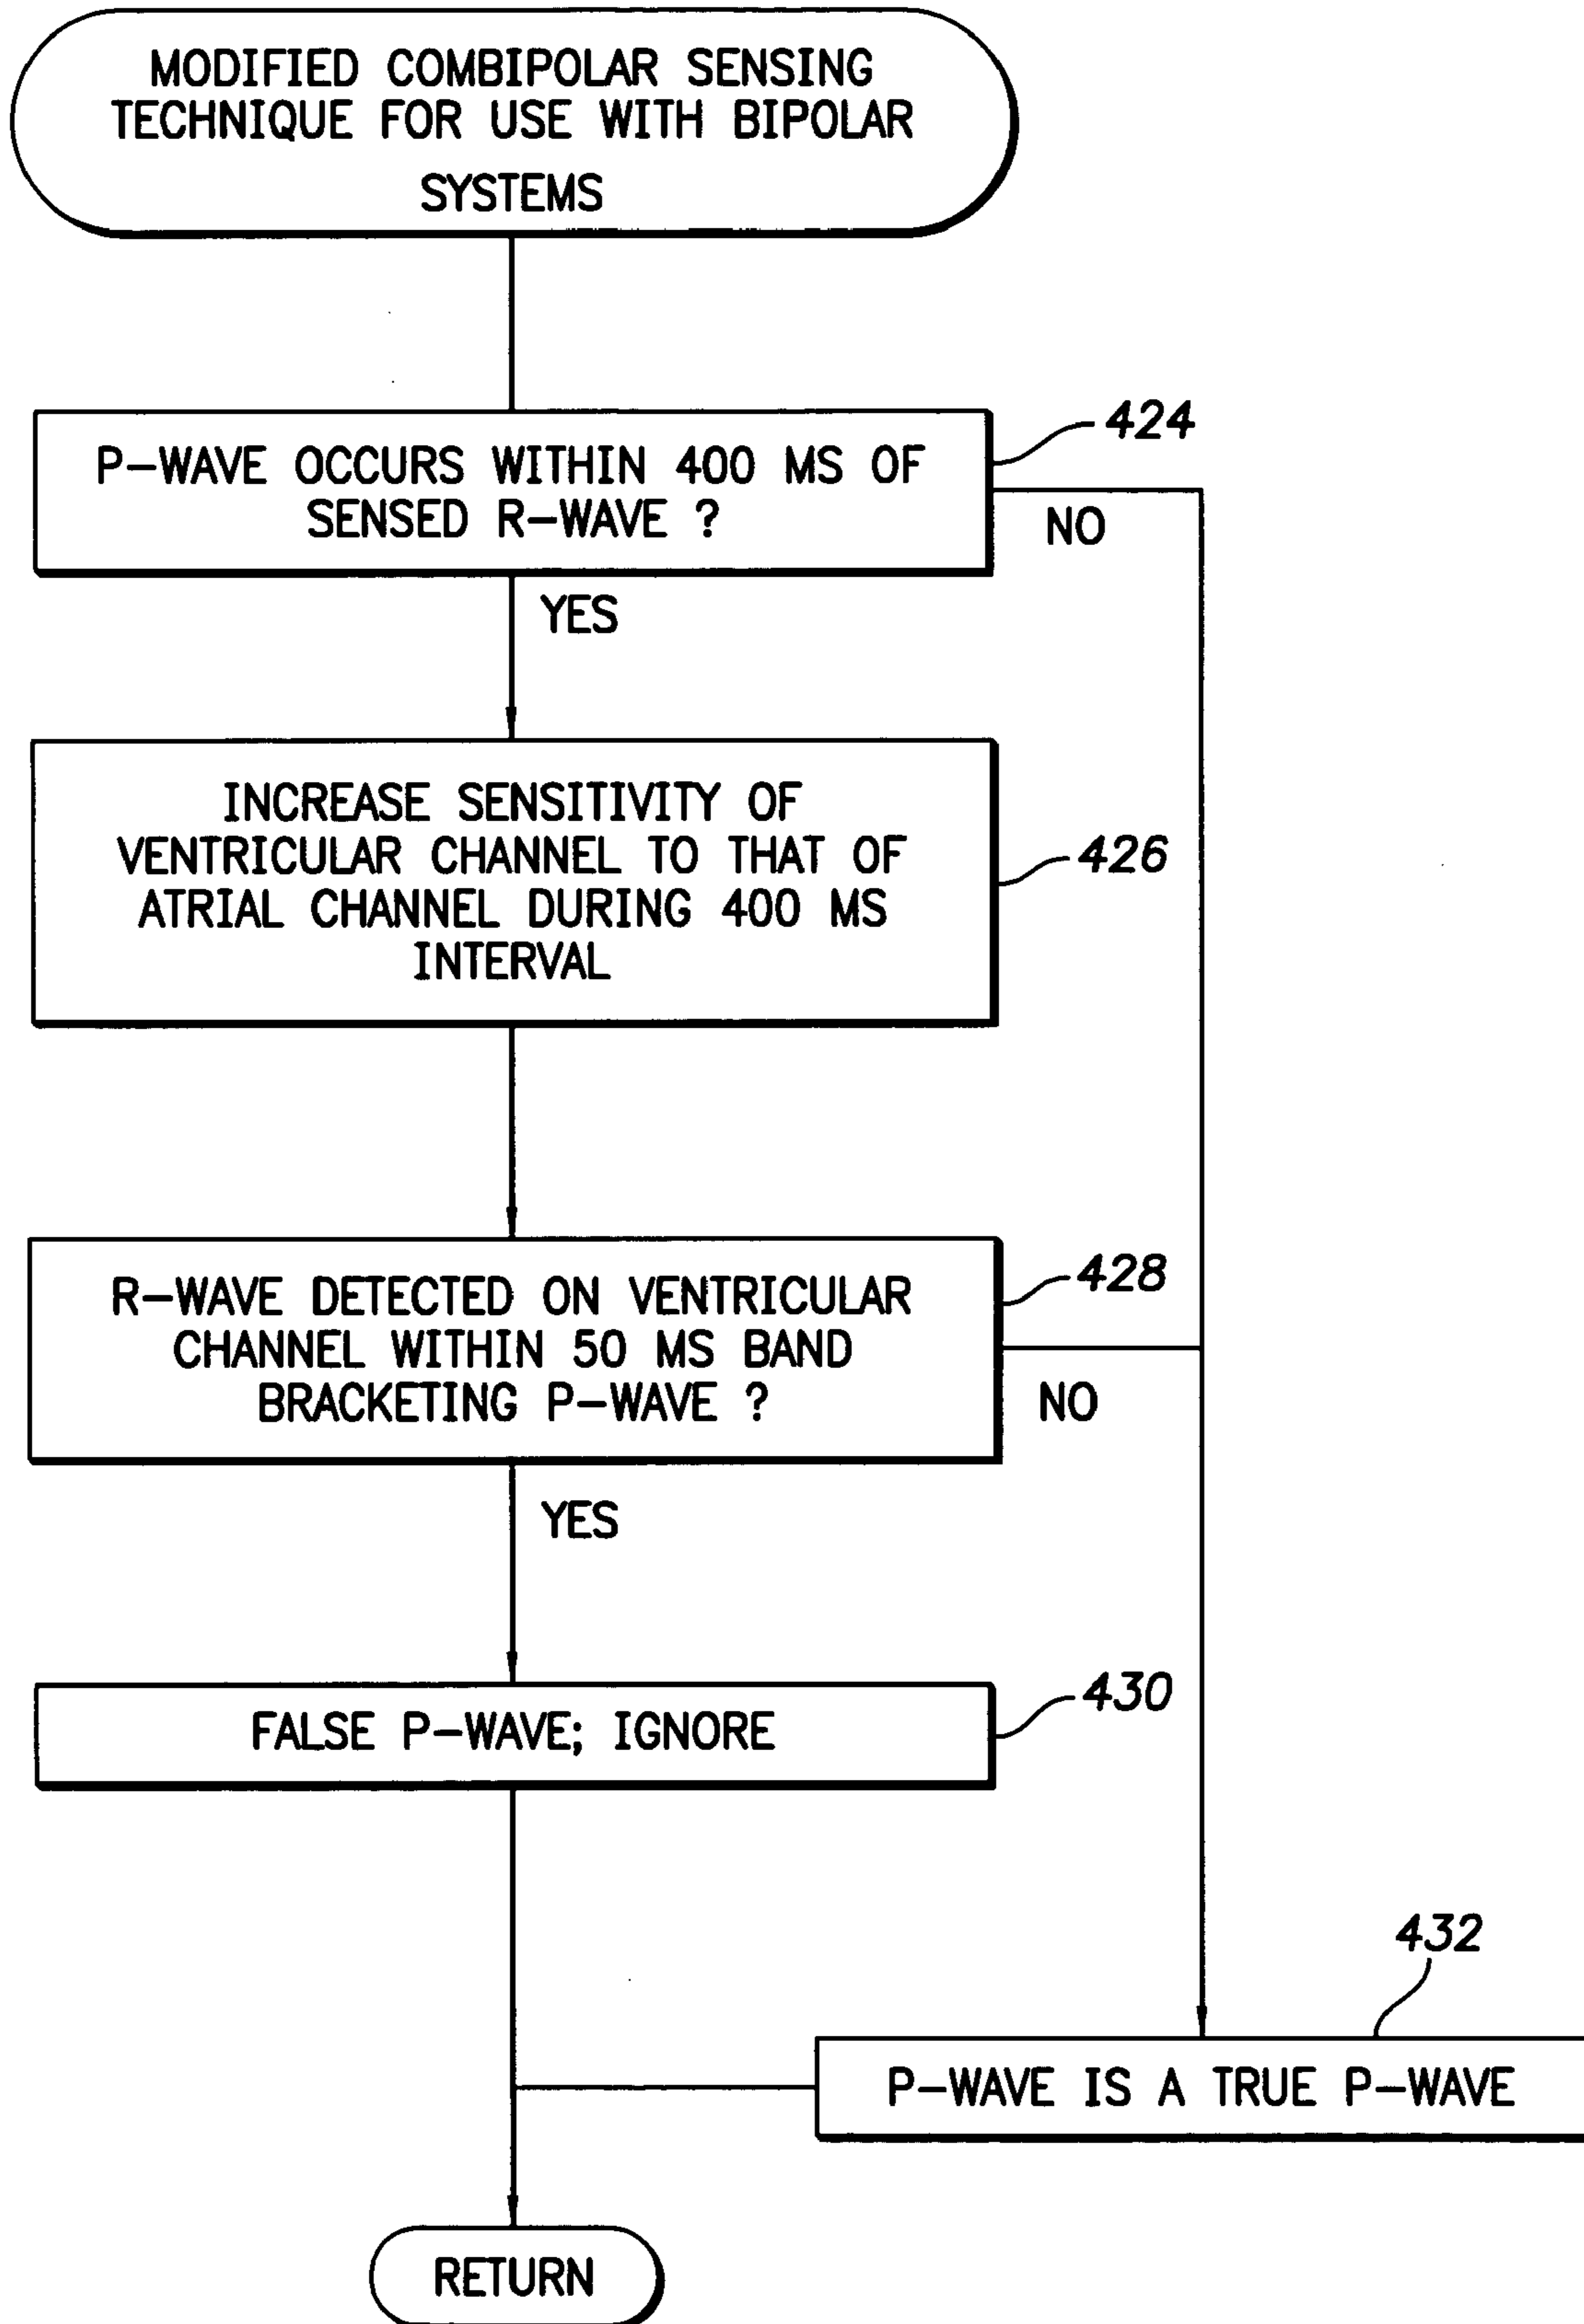 MODIFIED COMBIPOLAR SENSING
TECHNIQUE FOR USE WITH BIPOLAR
SYSTEMS
424
P-WAVE OCCURS WITHIN 400 MS OF
SENSED R-WAVE ?
NO
YES
INCREASE SENSITIVITY OF
VENTRICULAR CHANNEL TO THAT OF
ATRIAL CHANNEL DURING 400 MS
INTERVAL
426
R-WAVE DETECTED ON VENTRICULAR
CHANNEL WITHIN 50 MS BAND
BRACKETING P-WAVE ?
428
NO
YES
FALSE P-WAVE; IGNORE
430
432
P-WAVE IS A TRUE P-WAVE
RETURN